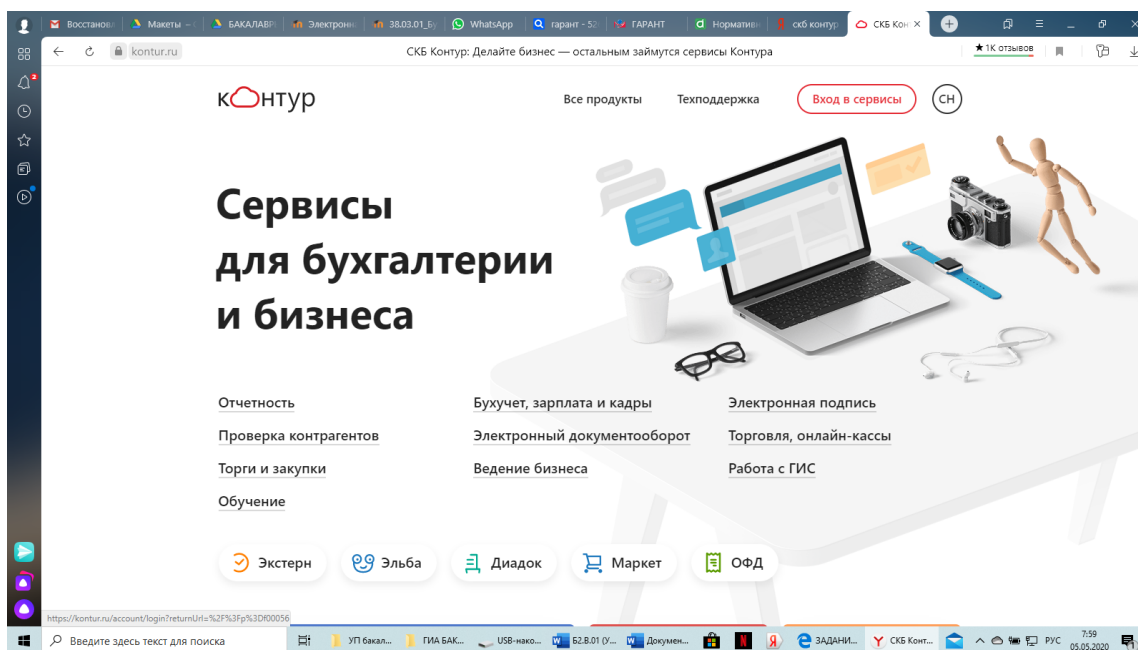 Восстанов
Макеты –
БАКАЛАВР
Электронн
38.03.01_Бу
WhatsApp
гарант - 52
ГАРАНТ
Норматив
скб контур
СКБ Кон
kontur.ru
СКБ Контур: Делайте бизнес — остальным займутся сервисы Контура
★ 1К отзывов
2
контур
Все продукты
Техподдержка
Вход в сервисы
СН
Сервисы
для бухгалтерии
и бизнеса
Отчетность
Бухучет, зарплата и кадры
Электронная подпись
Проверка контрагентов
Электронный документооборот
Торговля, онлайн-кассы
Торги и закупки
Ведение бизнеса
Работа с ГИС
Обучение
Экстерн
Эльба
Диадок
Маркет
ОФД
https://kontur.ru/account/login?returnUrl=%2F%3Fp%3Df00056
Введите здесь текст для поиска
УП бакал...
ГИА БАК...
USB-нако...
Б2.В.01 (У...
Докумен...
ЗАДАНИ...
СКБ Конт...
РУС
7:59
05.05.2020